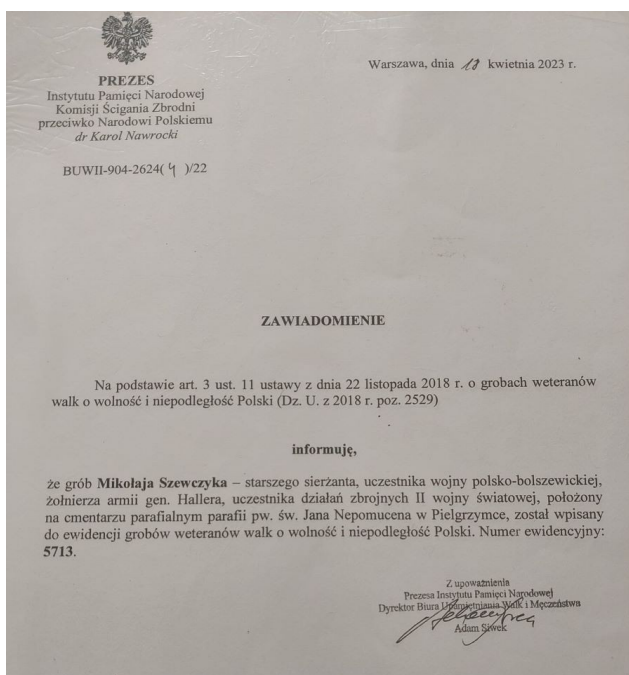 Warszawa, dnia 13 kwietnia 2023 r.
PREZES
Instytutu Pamięci Narodowej
Komisji Ścigania Zbrodni
przeciwko Narodowi Polskiemu
dr Karol Nawrocki
BUWII-904-2624(4)/22
ZAWIADOMIENIE
Na podstawie art. 3 ust. 11 ustawy z dnia 22 listopada 2018 r. o grobach weteranów
walk o wolność i niepodległość Polski (Dz. U. z 2018 r. poz. 2529)
informuję,
że grób Mikołaja Szewczyka – starszego sierżanta, uczestnika wojny polsko-bolszewickiej,
żołnierza armii gen. Hallera, uczestnika działań zbrojnych II wojny światowej, położony
na cmentarzu parafialnym parafii pw. św. Jana Nepomucena w Pielgrzymce, został wpisany
do ewidencji grobów weteranów walk o wolność i niepodległość Polski. Numer ewidencyjny:
5713.
Z upoważnienia
Prezesa Instytutu Pamięci Narodowej
Dyrektor Biura Upamiętniania Walk i Męczeństwa
Adam Siwek